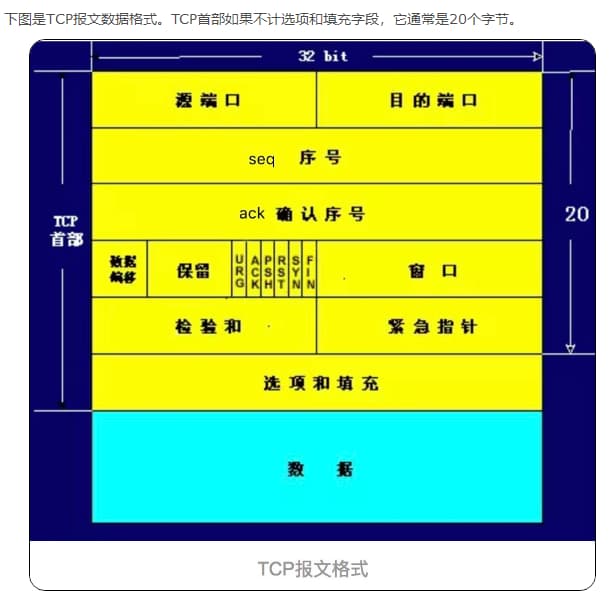 下图是TCP报文数据格式。TCP首部如果不计选项和填充字段，它通常是20个字节。
32 bit
源端口 目的端口
seq 序号
TCP首部
ack 确认序号
20
数据偏移 保留 URG ACK PSH RST SYN FIN 窗口
检验和 紧急指针
选项和填充
数据
TCP报文格式